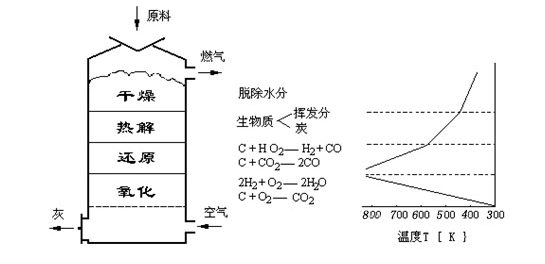 原料
燃气
干燥
热解
还原
氧化
灰
空气
脱除水分
生物质
挥发分
炭
C+H O2—H2+CO
C+CO2—2CO
2H2+O2—2H2O
C+O2—CO2
800 700 600 500 400 300
温度T [ K ]